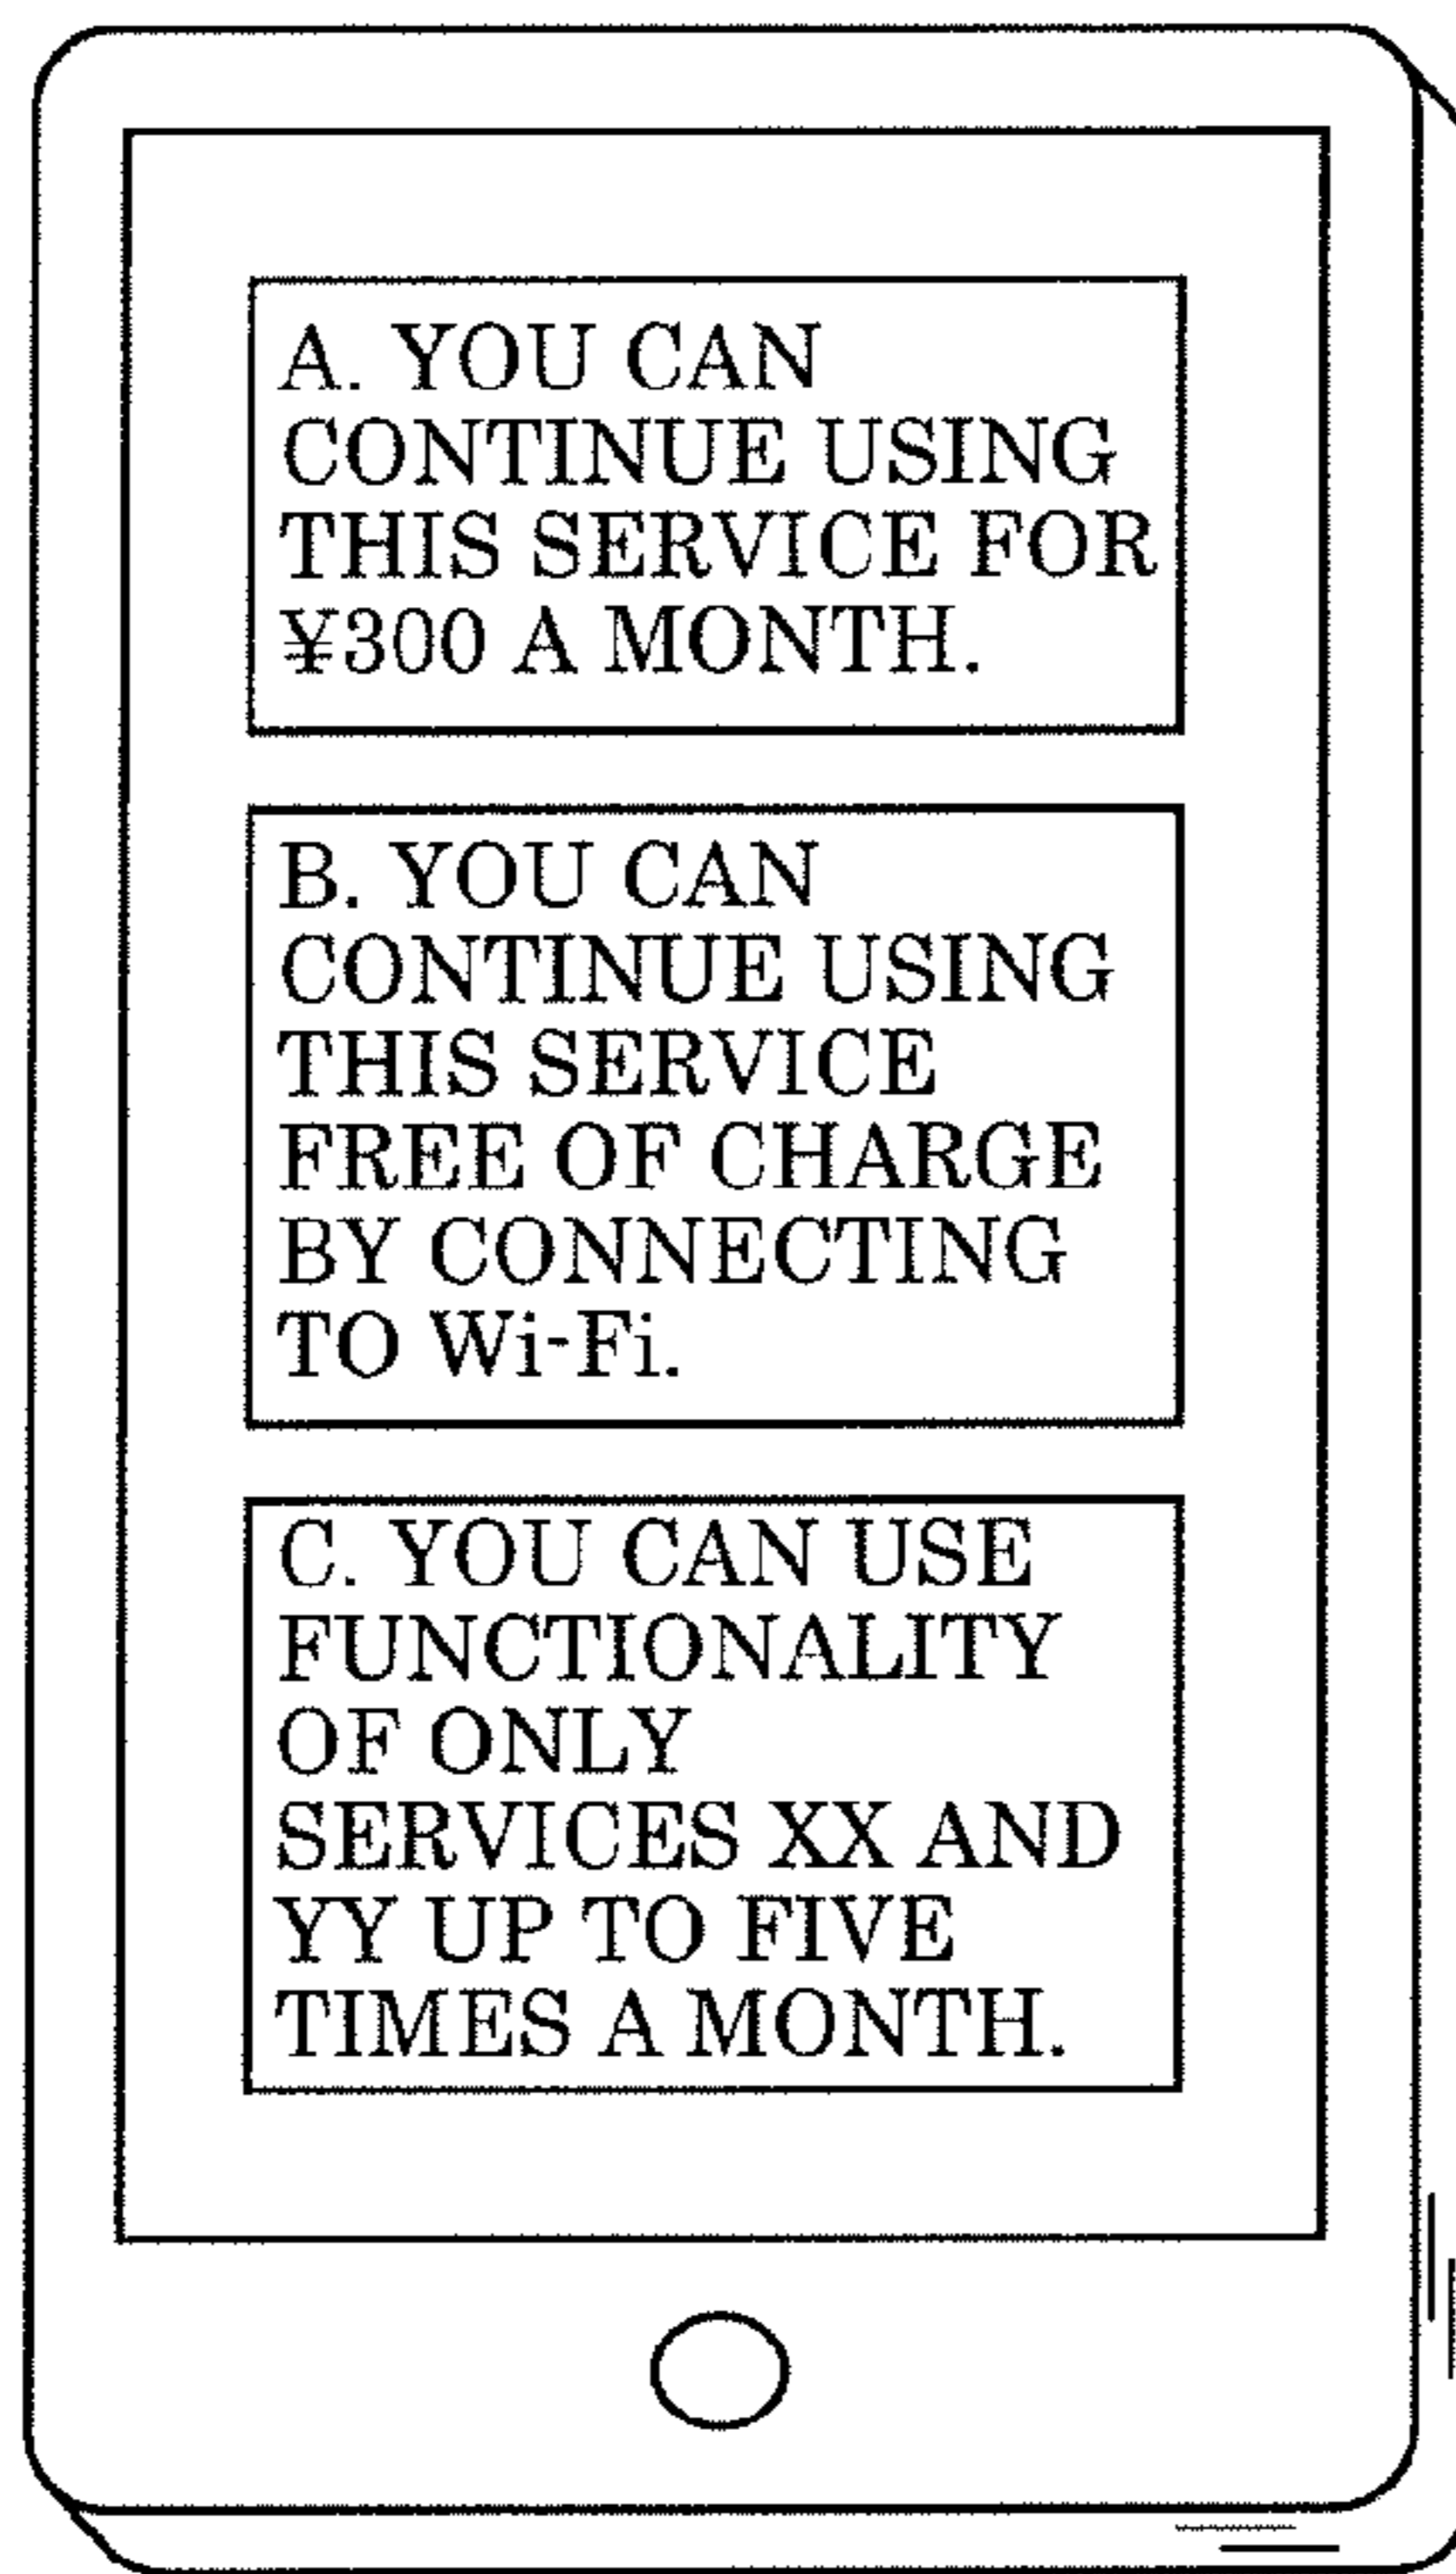 A. YOU CAN
CONTINUE USING
THIS SERVICE FOR
¥300 A MONTH.
B. YOU CAN
CONTINUE USING
THIS SERVICE
FREE OF CHARGE
BY CONNECTING
TO Wi-Fi.
C. YOU CAN USE
FUNCTIONALITY
OF ONLY
SERVICES XX AND
YY UP TO FIVE
TIMES A MONTH.